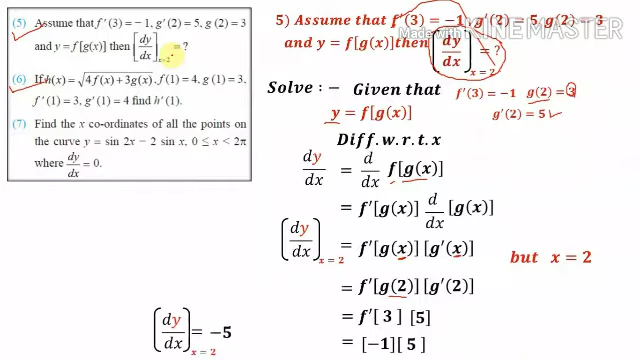 (5) Assume that f'(3) = − 1, g'(2) = 5, g(2) = 3
and y = f[g(x)] then [dy/dx]x=2 = ?
(6) If h(x) = √4f(x) + 3g(x), f(1) = 4, g(1) = 3,
f'(1) = 3, g'(1) = 4 find h'(1).
(7) Find the x co-ordinates of all the points on
the curve y = sin 2x − 2 sin x, 0 ≤ x < 2π
where dy/dx = 0.
5) Assume that f'(3) = −1, g'(2) = 5, g(2) = 3
and y = f[g(x)] then [dy/dx]x = 2 = ?
Made with KINEMASTER
Solve :− Given that f'(3) = −1 g(2) = 3
y = f[g(x)] g'(2) = 5
Diff. w. r. t. x
dy/dx = d/dx f[g(x)]
= f'[g(x)] d/dx [g(x)]
(dy/dx)x = 2 = f'[g(x)] [g'(x)] but x = 2
= f'[g(2)] [g'(2)]
= f'[ 3 ] [5]
= [−1][ 5 ]
(dy/dx)x = 2 = −5